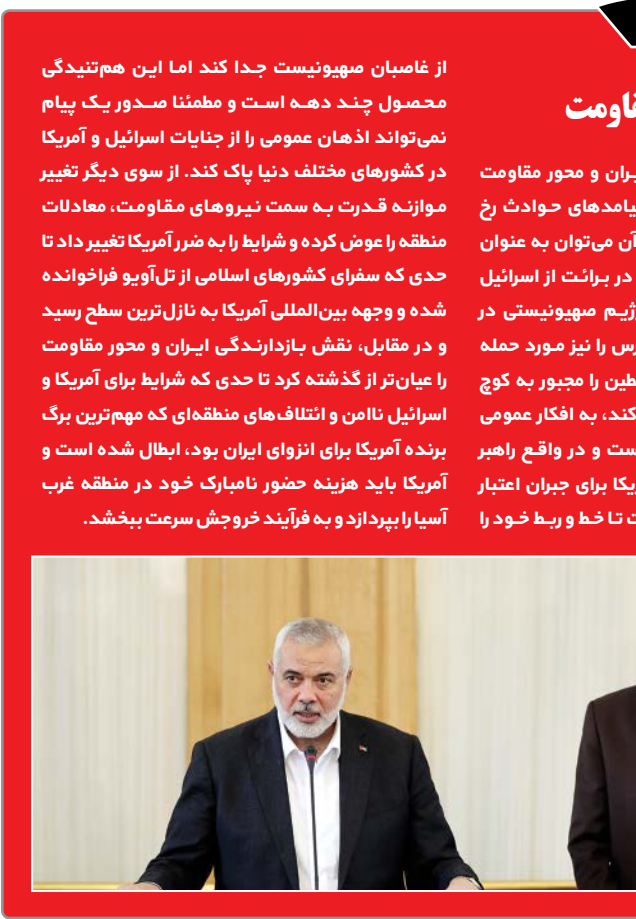 مقاومت
ایران و محور مقاومت
پیامدهای حوادث رخ
آن می‌توان به عنوان
در برائت از اسرائیل
رژیم صهیونیستی در
را نیز مورد حمله
را مجبور به کوچ
کند، به افکار عمومی
است و در واقع راهبر
برای جبران اعتبار
تا خط و ربط خود را
از غاصبان صهیونیست جدا کند اما این هم‌تنیدگی
محصول چند دهه است و مطمئنا صدور یک پیام
نمی‌تواند اذهان عمومی را از جنایات اسرائیل و آمریکا
در کشورهای مختلف دنیا پاک کند. از سوی دیگر تغییر
موازنه قدرت به سمت نیروهای مقاومت، معادلات
منطقه را عوض کرده و شرایط را به ضرر آمریکا تغییر داد تا
حدی که سفرای کشورهای اسلامی از تل‌آویو فراخوانده
شده و وجهه بین‌المللی آمریکا به نازل‌ترین سطح رسید
و در مقابل، نقش بازدارندگی ایران و محور مقاومت
را عیان‌تر از گذشته کرد تا حدی که شرایط برای آمریکا و
اسرائیل ناامن و ائتلاف‌های منطقه‌ای که مهم‌ترین برگ
برنده آمریکا برای انزوای ایران بود، ابطال شده است و
آمریکا باید هزینه حضور نامبارک خود در منطقه غرب
آسیا را بپردازد و به فرآیند خروجش سرعت ببخشد.